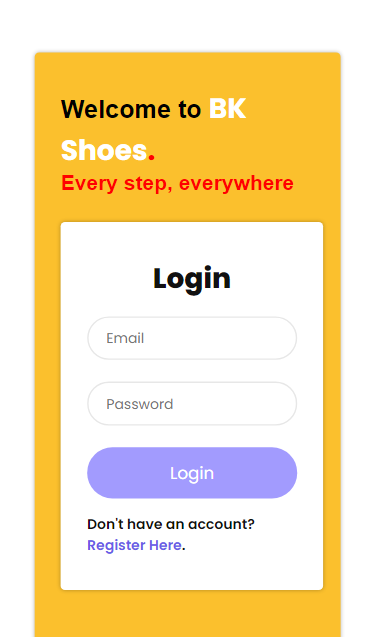 Welcome to BK
Shoes.
Every step, everywhere
Login
Email
Password
Login
Don't have an account?
Register Here.